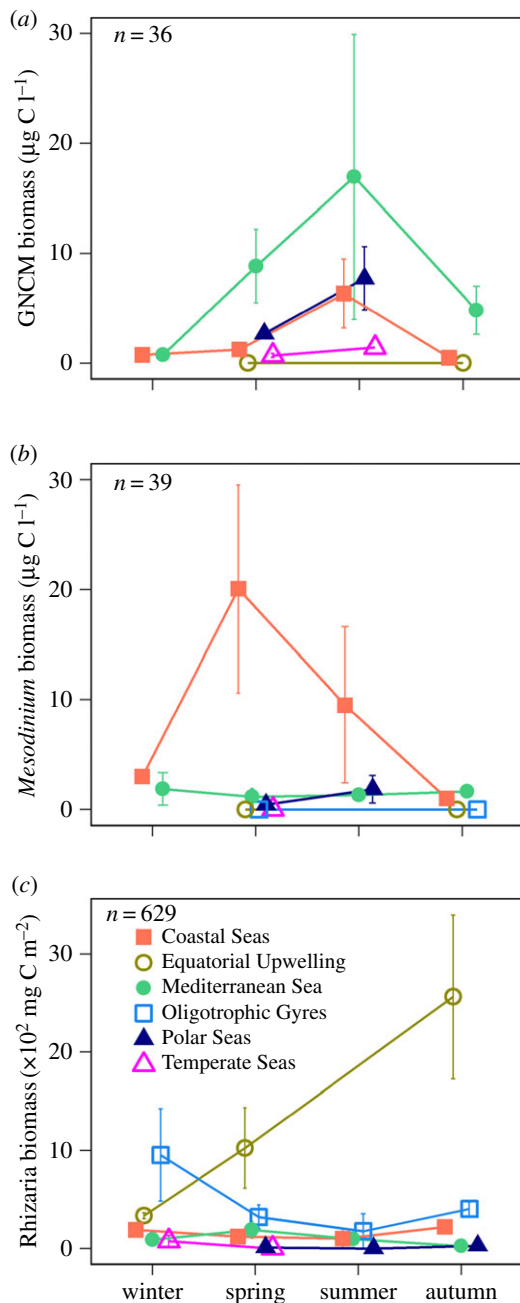 (a)
n = 36
30
20
10
0
GNCM biomass (µg C l⁻¹)
(b)
n = 39
30
20
10
0
Mesodinium biomass (µg C l⁻¹)
(c)
n = 629
30
20
10
0
Rhizaria biomass (×10² mg C m⁻²)
Coastal Seas
Equatorial Upwelling
Mediterranean Sea
Oligotrophic Gyres
Polar Seas
Temperate Seas
winter spring summer autumn